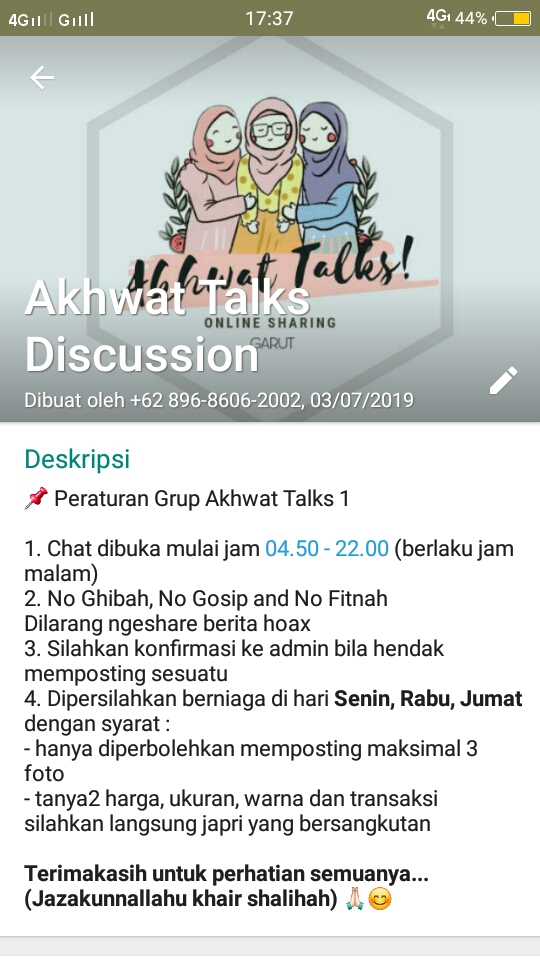 4G G 17:37 4G 44%
Akhwat Talks!
ONLINE SHARING
GARUT
Akhwat Talks
Discussion
Dibuat oleh +62 896-8606-2002, 03/07/2019
Deskripsi
📌 Peraturan Grup Akhwat Talks 1
1. Chat dibuka mulai jam 04.50 - 22.00 (berlaku jam
malam)
2. No Ghibah, No Gosip and No Fitnah
Dilarang ngeshare berita hoax
3. Silahkan konfirmasi ke admin bila hendak
memposting sesuatu
4. Dipersilahkan berniaga di hari Senin, Rabu, Jumat
dengan syarat :
- hanya diperbolehkan memposting maksimal 3
foto
- tanya2 harga, ukuran, warna dan transaksi
silahkan langsung japri yang bersangkutan
Terimakasih untuk perhatian semuanya...
(Jazakunnallahu khair shalihah) 🙏🏻😊